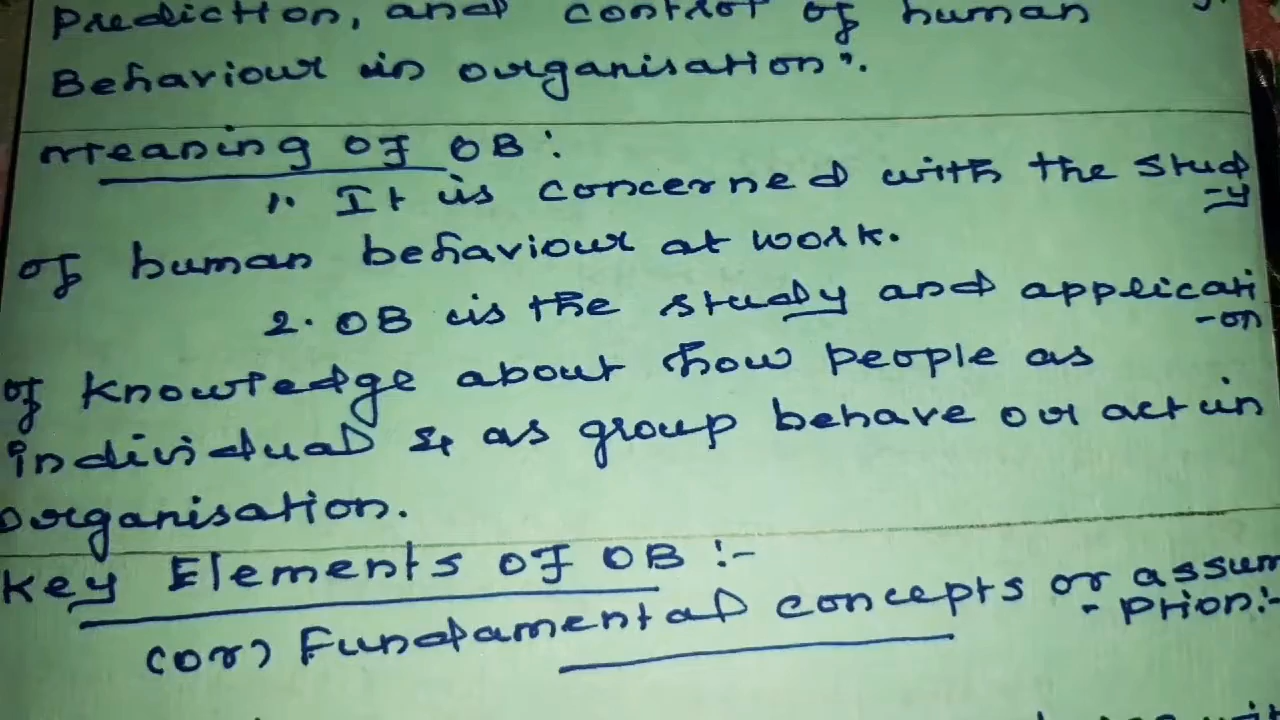 Prediction, and control of human
Behaviour in organisation".
Meaning of OB:
1. It is concerned with the stud
-y
of human behaviour at work.
2. OB is the study and applicati
-on
of knowledge about how people as
individual & as group behave or act in
organisation.
Key Elements of OB :-
(or) Fundamental concepts or assum
-ption:-